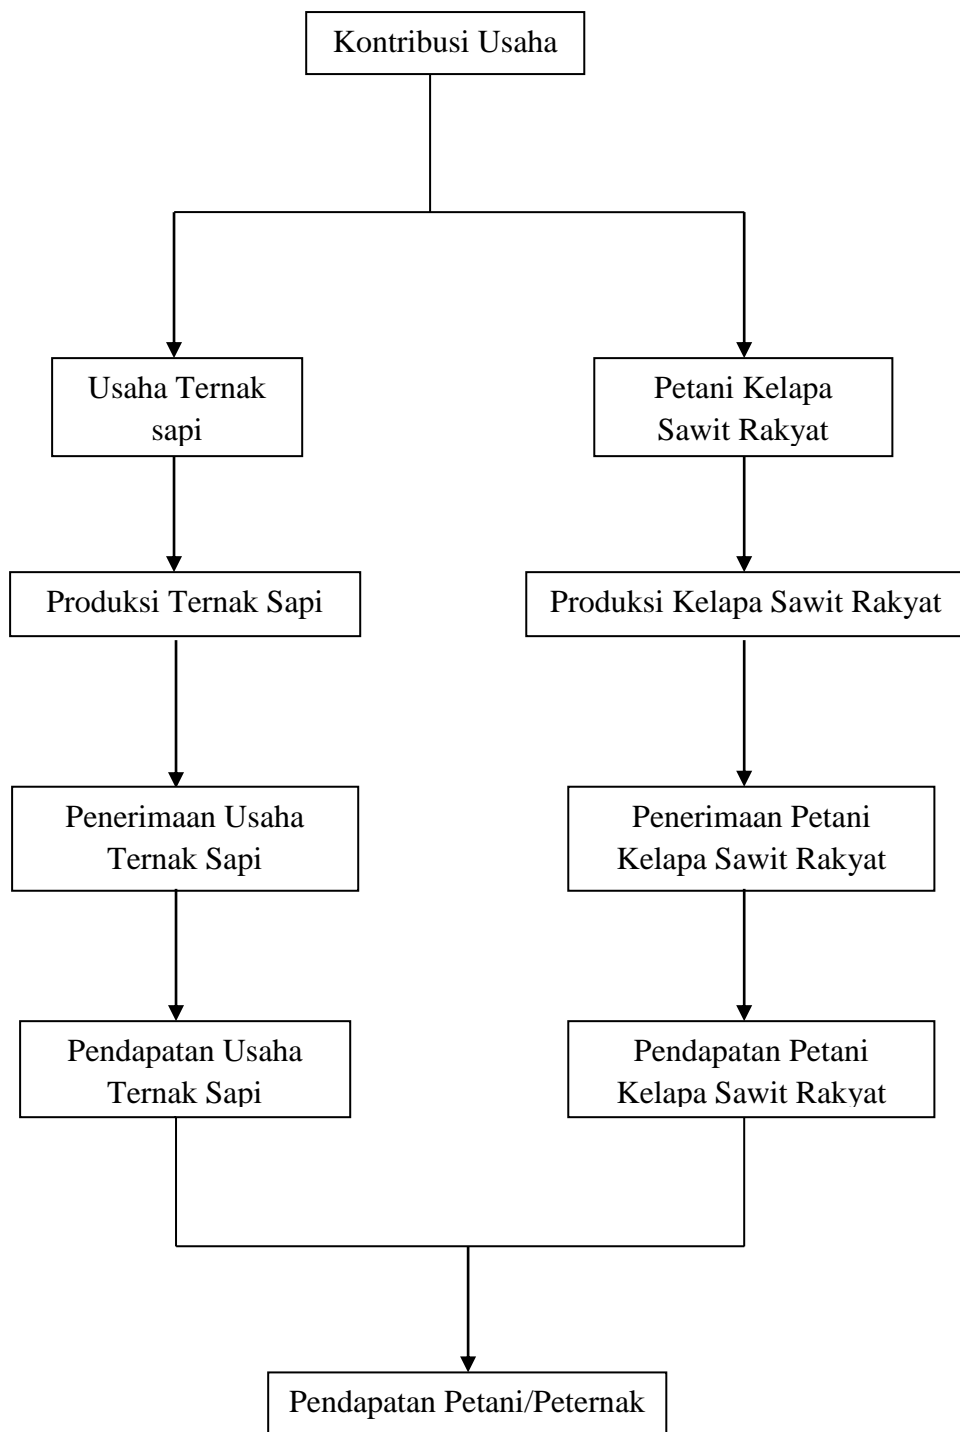 Kontribusi Usaha
Usaha Ternak
sapi
Petani Kelapa
Sawit Rakyat
Produksi Ternak Sapi
Produksi Kelapa Sawit Rakyat
Penerimaan Usaha
Ternak Sapi
Penerimaan Petani
Kelapa Sawit Rakyat
Pendapatan Usaha
Ternak Sapi
Pendapatan Petani
Kelapa Sawit Rakyat
Pendapatan Petani/Peternak